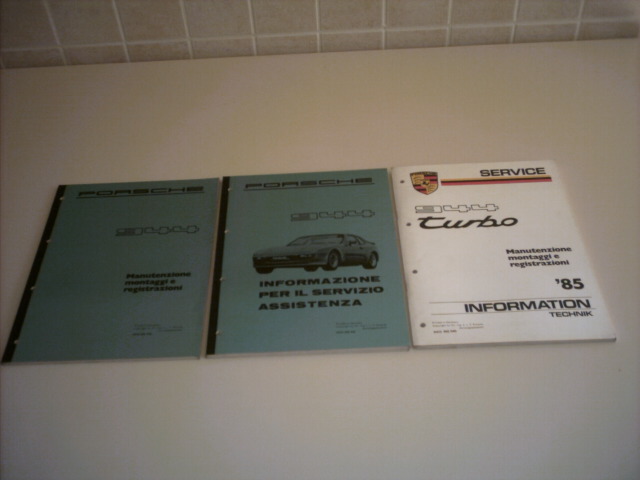 PORSCHE
944
Manutenzione
montaggi e
registrazioni
PORSCHE
944
INFORMAZIONE
PER IL SERVIZIO
ASSISTENZA
SERVICE
944
turbo
Manutenzione
montaggi e
registrazioni
'85
INFORMATION
TECHNIK